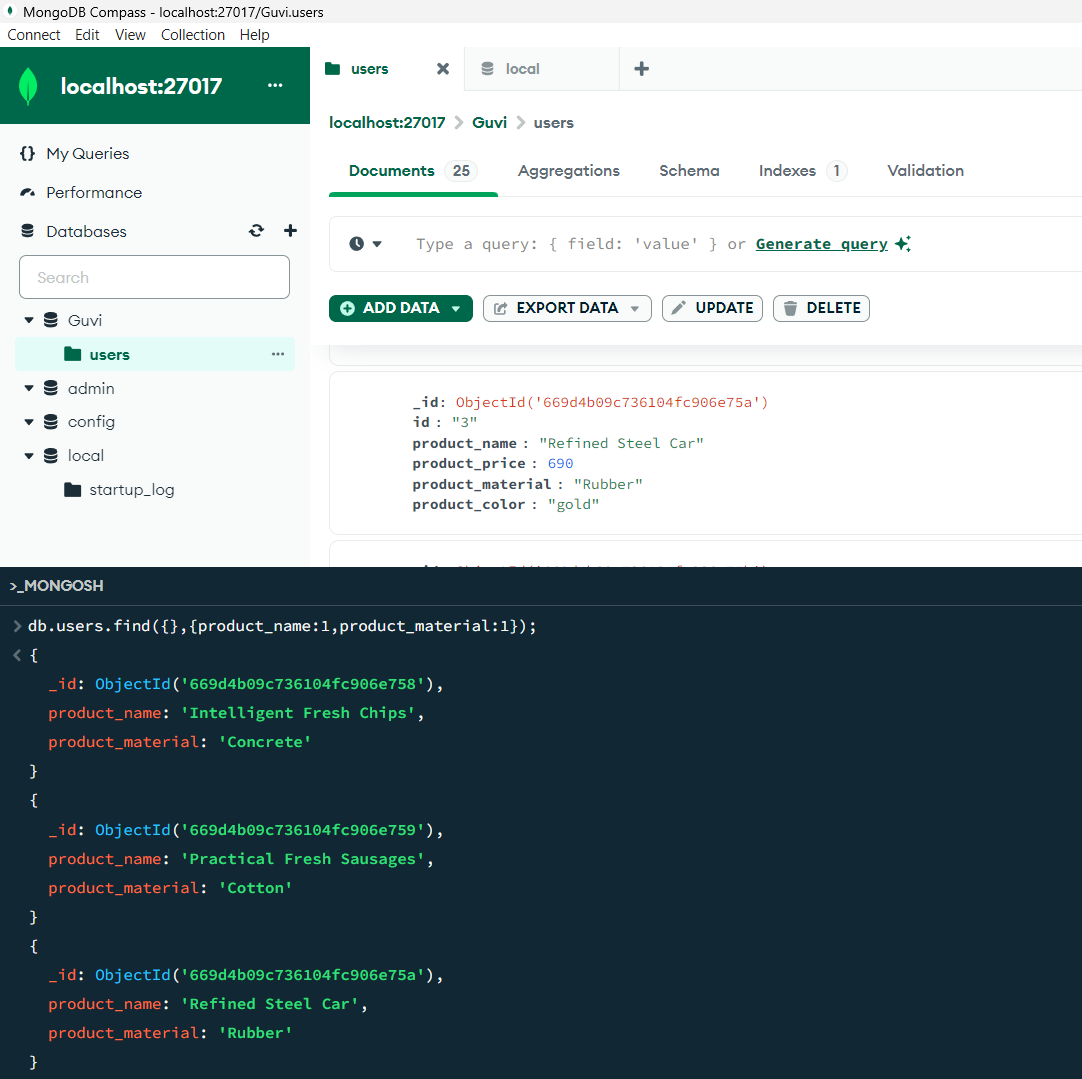 MongoDB Compass - localhost:27017/Guvi.users
Connect Edit View Collection Help
localhost:27017 ...
{} My Queries
Performance
Databases
Search
Guvi
users ...
admin
config
local
startup_log
users
local
localhost:27017 > Guvi > users
Documents 25 Aggregations Schema Indexes 1 Validation
Type a query: { field: 'value' } or Generate query
ADD DATA EXPORT DATA UPDATE DELETE
_id: ObjectId('669d4b09c736104fc906e75a')
id : "3"
product_name : "Refined Steel Car"
product_price : 690
product_material : "Rubber"
product_color : "gold"
>_MONGOSH
> db.users.find({},{product_name:1,product_material:1});
< {
_id: ObjectId('669d4b09c736104fc906e758'),
product_name: 'Intelligent Fresh Chips',
product_material: 'Concrete'
}
{
_id: ObjectId('669d4b09c736104fc906e759'),
product_name: 'Practical Fresh Sausages',
product_material: 'Cotton'
}
{
_id: ObjectId('669d4b09c736104fc906e75a'),
product_name: 'Refined Steel Car',
product_material: 'Rubber'
}